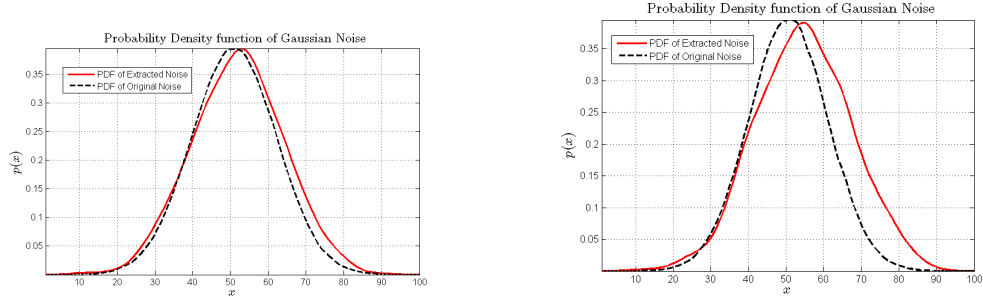 Probability Density function of Gaussian Noise
PDF of Extracted Noise
PDF of Original Noise
p(x)
0.35
0.3
0.25
0.2
0.15
0.1
0.05
10 20 30 40 50 60 70 80 90 100
x
Probability Density function of Gaussian Noise
PDF of Extracted Noise
PDF of Original Noise
p(x)
0.35
0.3
0.25
0.2
0.15
0.1
0.05
10 20 30 40 50 60 70 80 90 100
x